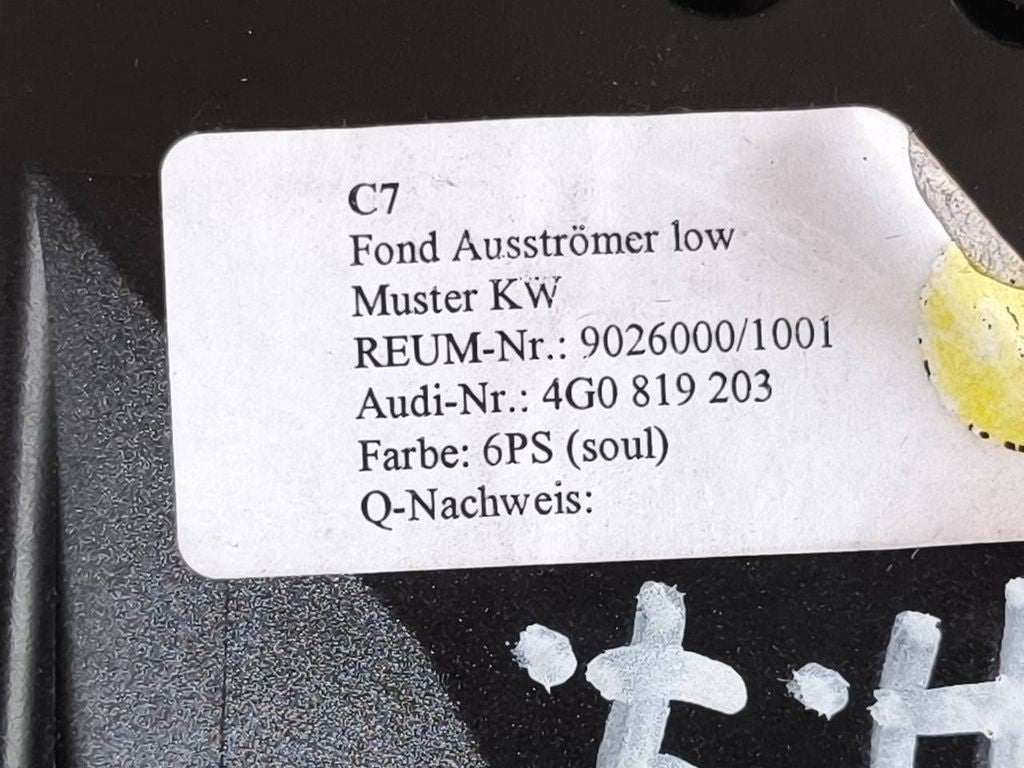 C7
Fond Ausströmer low
Muster KW
REUM-Nr.: 9026000/1001
Audi-Nr.: 4G0 819 203
Farbe: 6PS (soul)
Q-Nachweis: